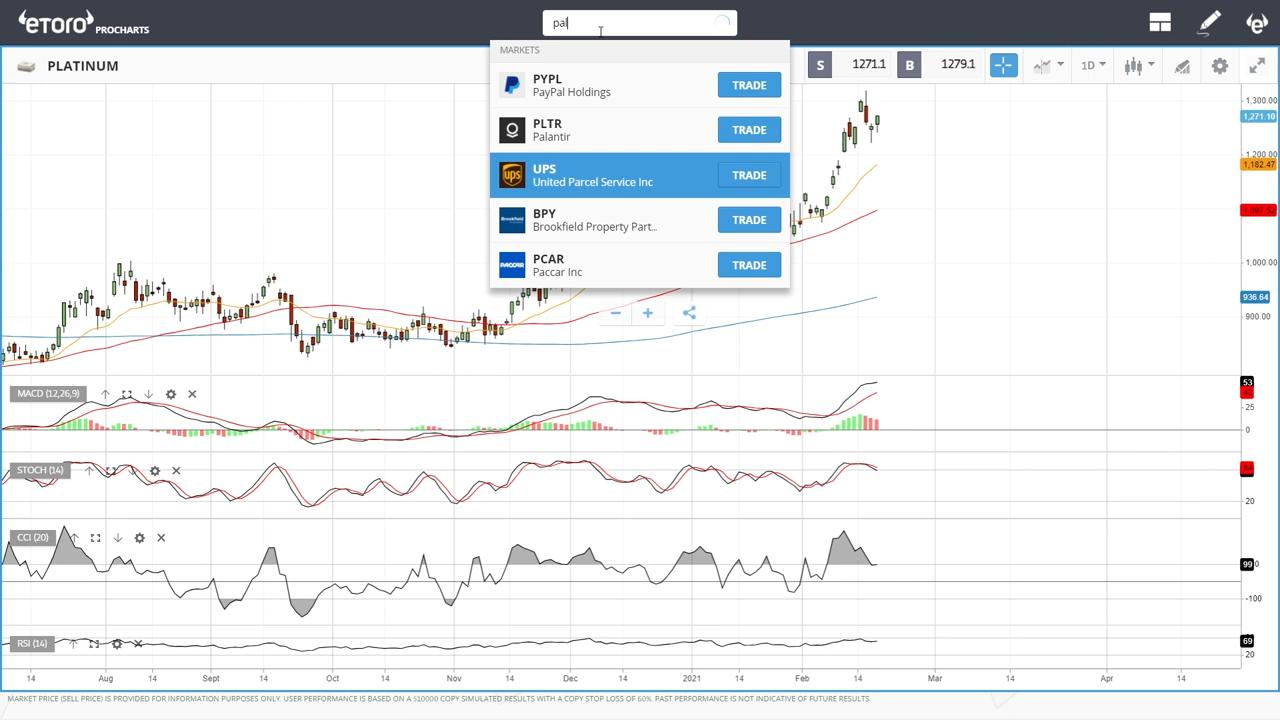 eTORO PROCHARTS
pal
MARKETS
PYPL
PayPal Holdings
TRADE
PLTR
Palantir
TRADE
UPS
United Parcel Service Inc
TRADE
BPY
Brookfield Property Part...
TRADE
PCAR
Paccar Inc
TRADE
PLATINUM
S 1271.1 B 1279.1 1D
1,300.00
1,271.10
1,200.00
1,182.47
1,000.00
936.64
900.00
MACD (12,26,9)
53
25
0
STOCH (14)
20
CCI (20)
99
-100
RSI (14)
69
20
14 Aug 14 Sept 14 Oct 14 Nov 14 Dec 14 2021 14 Feb 14 Mar 14 Apr 14
MARKET PRICE (SELL PRICE) IS PROVIDED FOR INFORMATION PURPOSES ONLY. USER PERFORMANCE IS BASED ON A $10000 COPY SIMULATED RESULTS WITH A COPY STOP LOSS OF 60%. PAST PERFORMANCE IS NOT INDICATIVE OF FUTURE RESULTS.